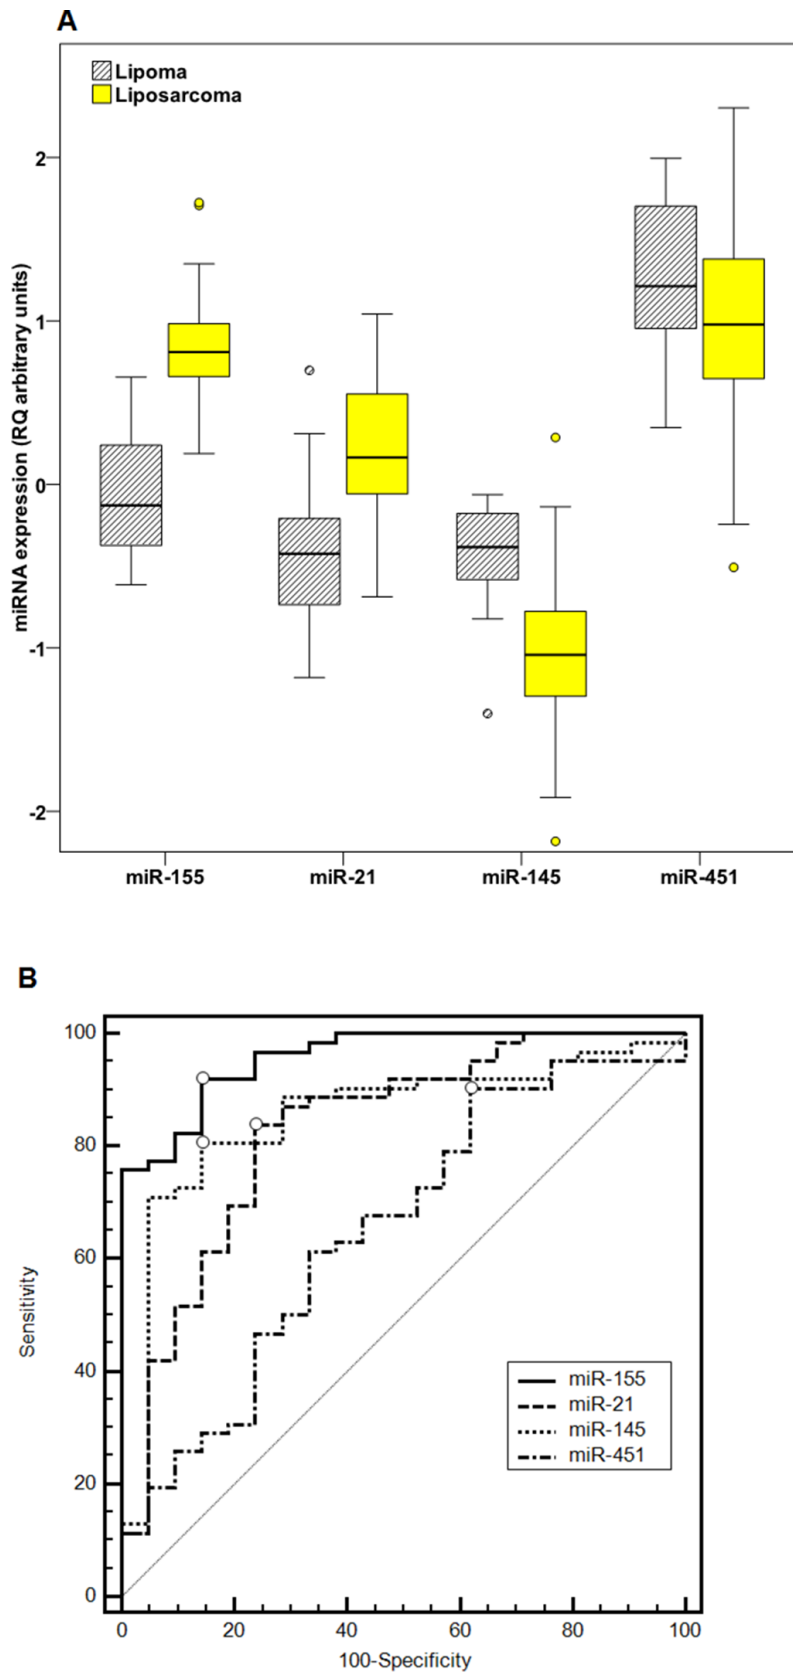 A
Lipoma
Liposarcoma
miRNA expression (RQ arbitrary units)
2
1
0
-1
-2
miR-155 miR-21 miR-145 miR-451
B
Sensitivity
100
80
60
40
20
0
miR-155
miR-21
miR-145
miR-451
0 20 40 60 80 100
100-Specificity